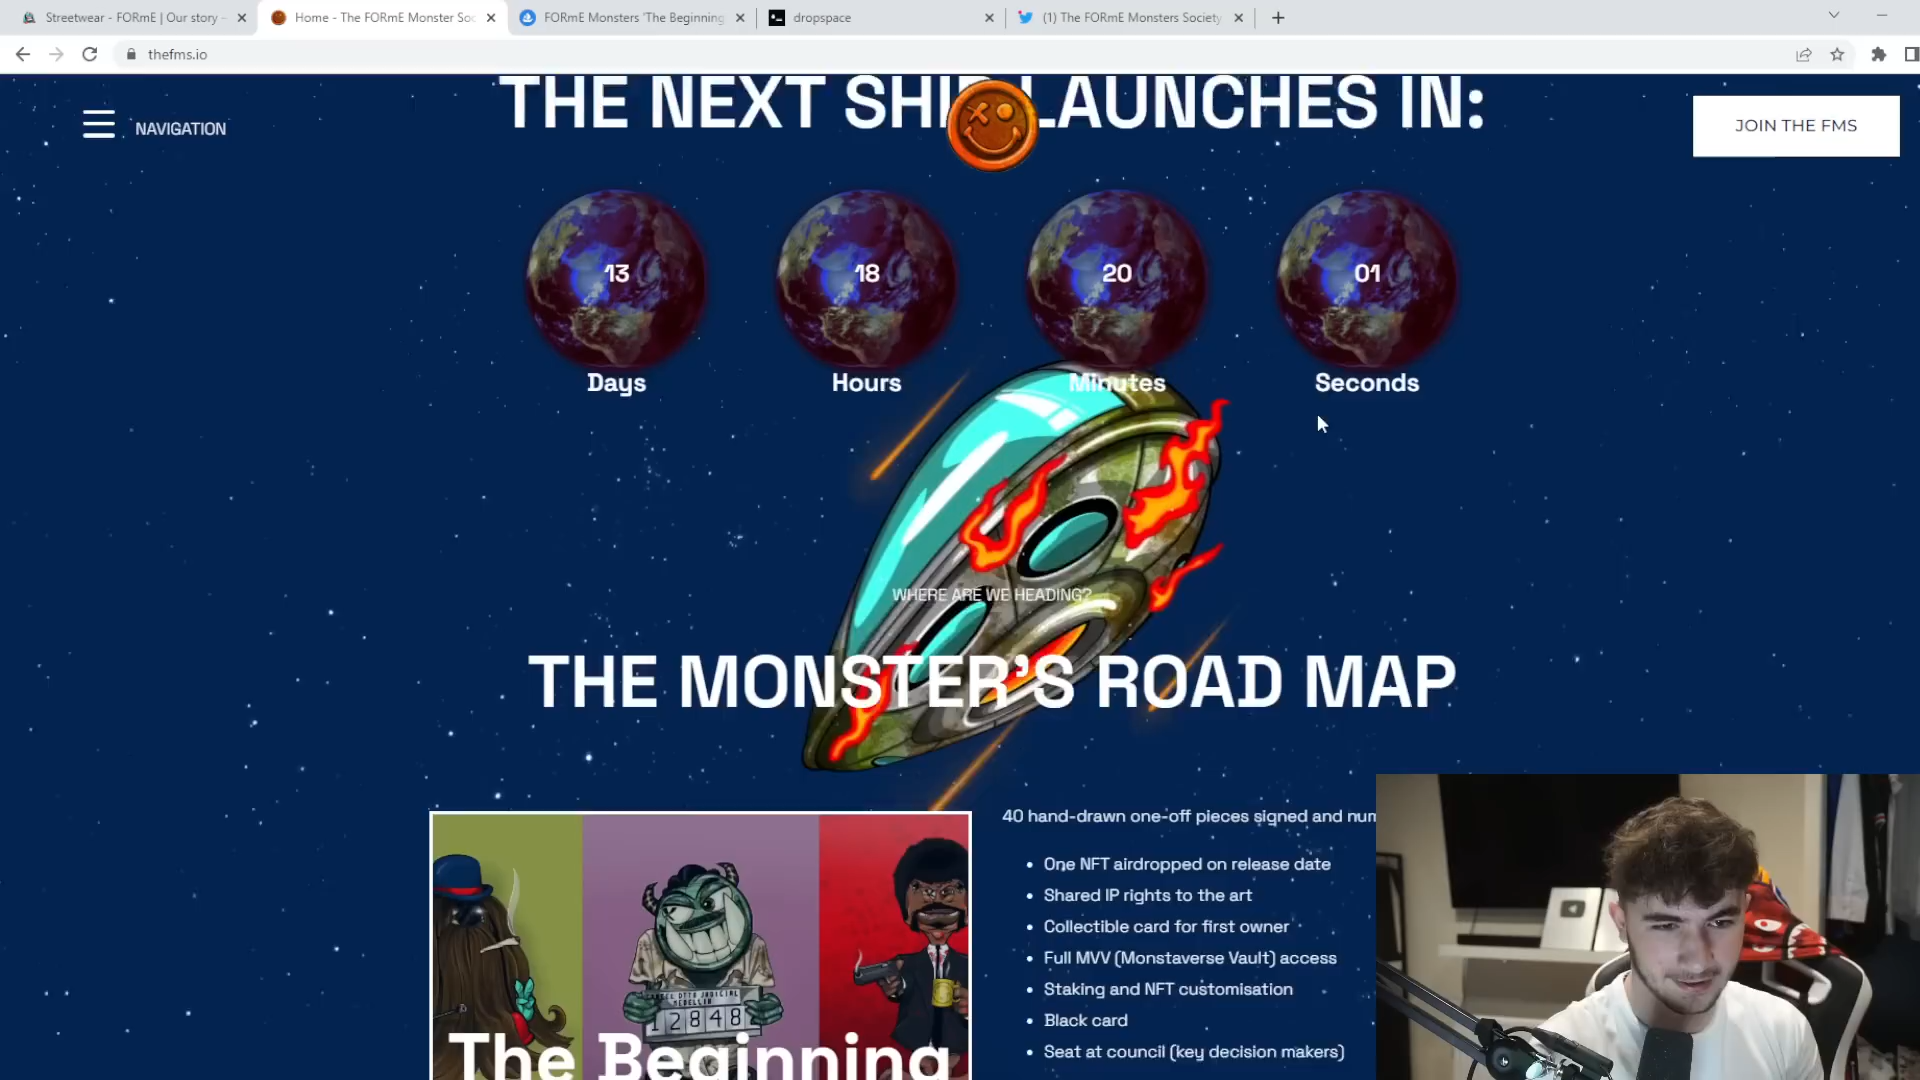 Streetwear - FORmE | Our story -
Home - The FORmE Monster Soc
FORmE Monsters 'The Beginning
dropspace
(1) The FORmE Monsters Society
thefms.io
NAVIGATION
THE NEXT SHIP LAUNCHES IN:
JOIN THE FMS
13 18 20 01
Days Hours Minutes Seconds
WHERE ARE WE HEADING?
THE MONSTER'S ROAD MAP
40 hand-drawn one-off pieces signed and num
• One NFT airdropped on release date
• Shared IP rights to the art
• Collectible card for first owner
• Full MVV (Monstaverse Vault) access
• Staking and NFT customisation
• Black card
• Seat at council (key decision makers)
12848
The Beginning